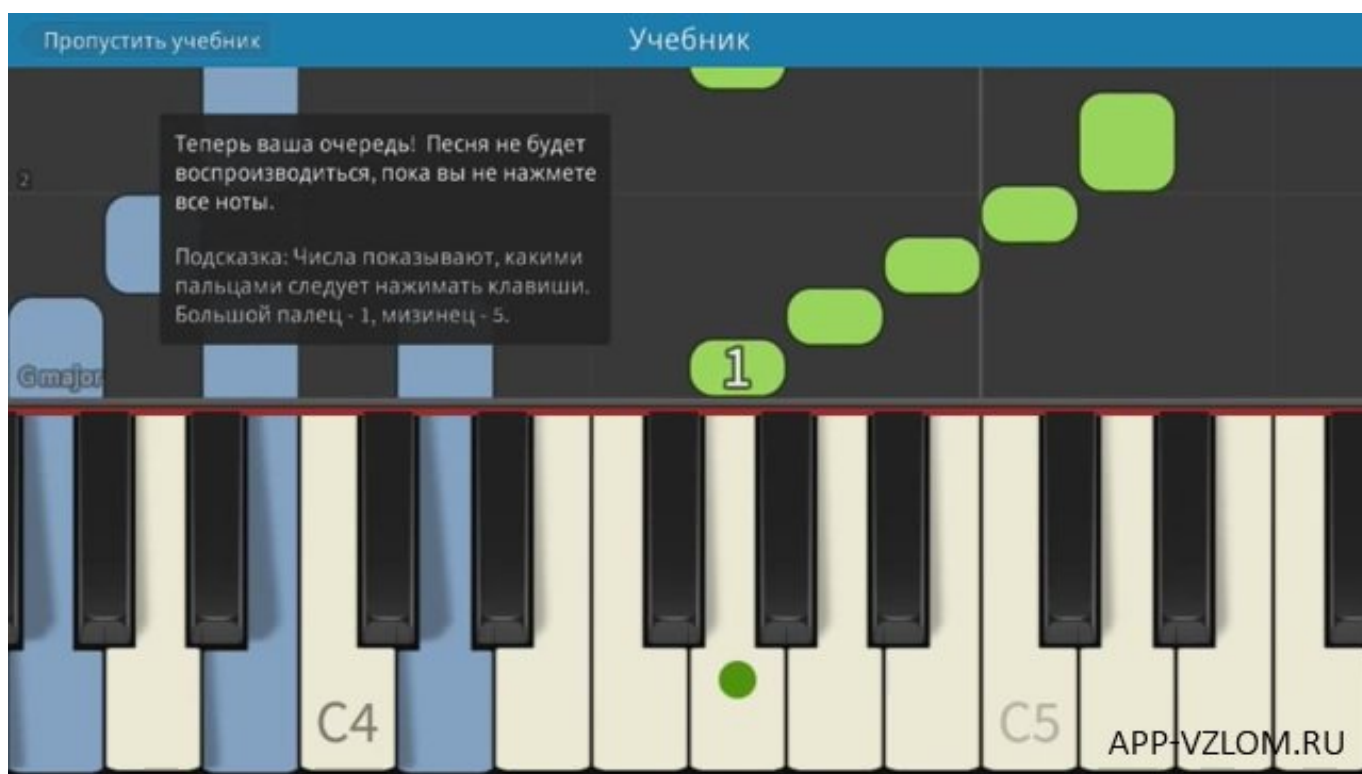 Пропустить учебник
Учебник
Теперь ваша очередь! Песня не будет
воспроизводиться, пока вы не нажмете
все ноты.
Подсказка: Числа показывают, какими
пальцами следует нажимать клавиши.
Большой палец - 1, мизинец - 5.
2
G major
1
C4
C5
APP-VZLOM.RU